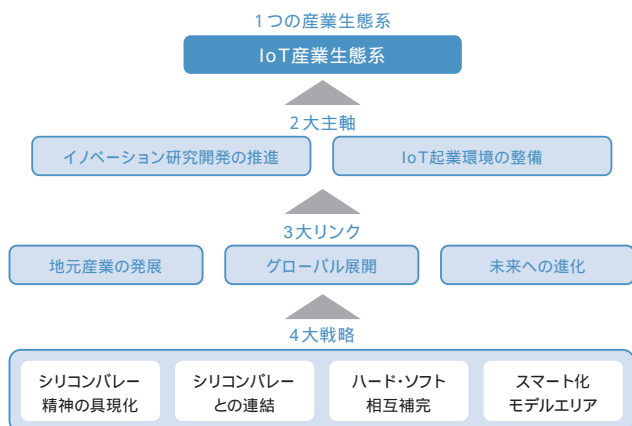 1つの産業生態系
IoT産業生態系
2大主軸
イノベーション研究開発の推進
IoT起業環境の整備
3大リンク
地元産業の発展
グローバル展開
未来への進化
4大戦略
シリコンバレー
精神の具現化
シリコンバレー
との連結
ハード・ソフト
相互補完
スマート化
モデルエリア